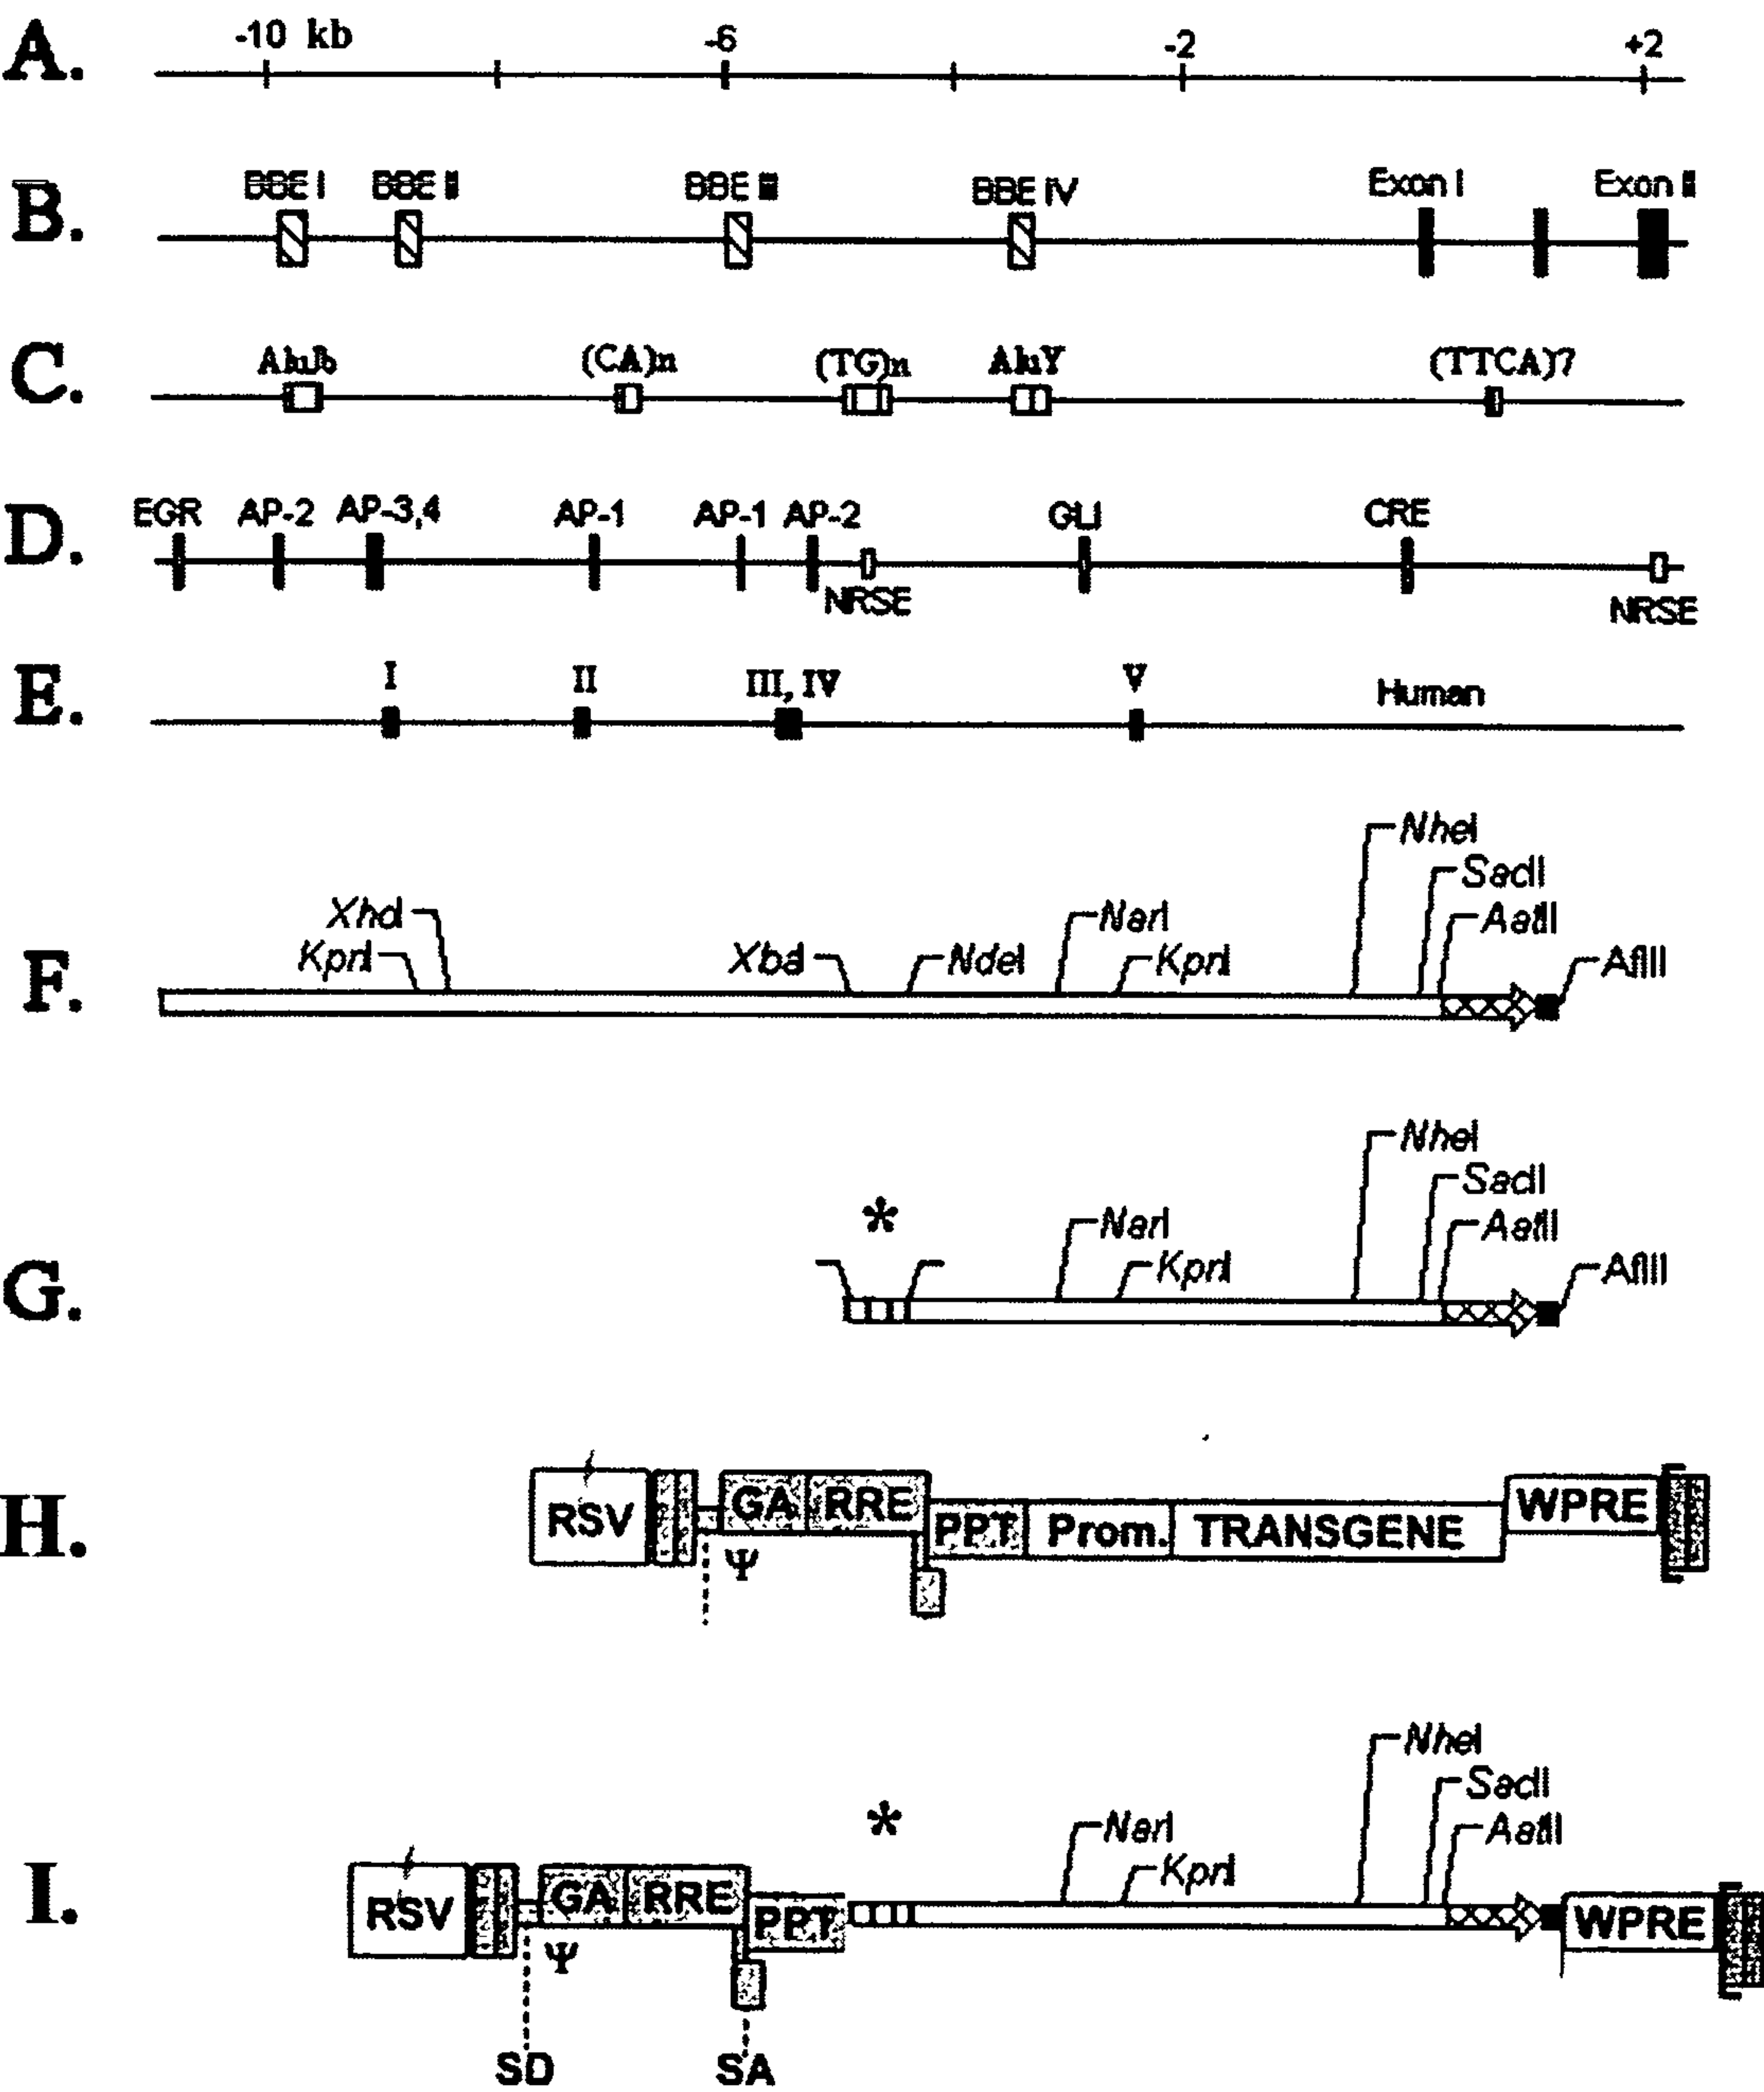 A. -10 kb -6 -2 +2
B. BBE I BBE II BBE III BBE IV Exon I Exon II
C. AluJb (CA)n (TG)n AluY (TTCA)7
D. EGR AP-2 AP-3,4 AP-1 AP-1 AP-2 GLI CRE
NRSE NRSE
E. I II III, IV V Human
NheI
SacII
XhoI NarI AatII
F. KpnI XbaI NdeI KpnI AflII
NheI
SacII
* NarI AatII
G. KpnI AflII
H. RSV GA RRE PPT Prom. TRANSGENE WPRE
Ψ
NheI
SacII
* NarI AatII
KpnI
I. RSV GA RRE PPT WPRE
Ψ
SD SA